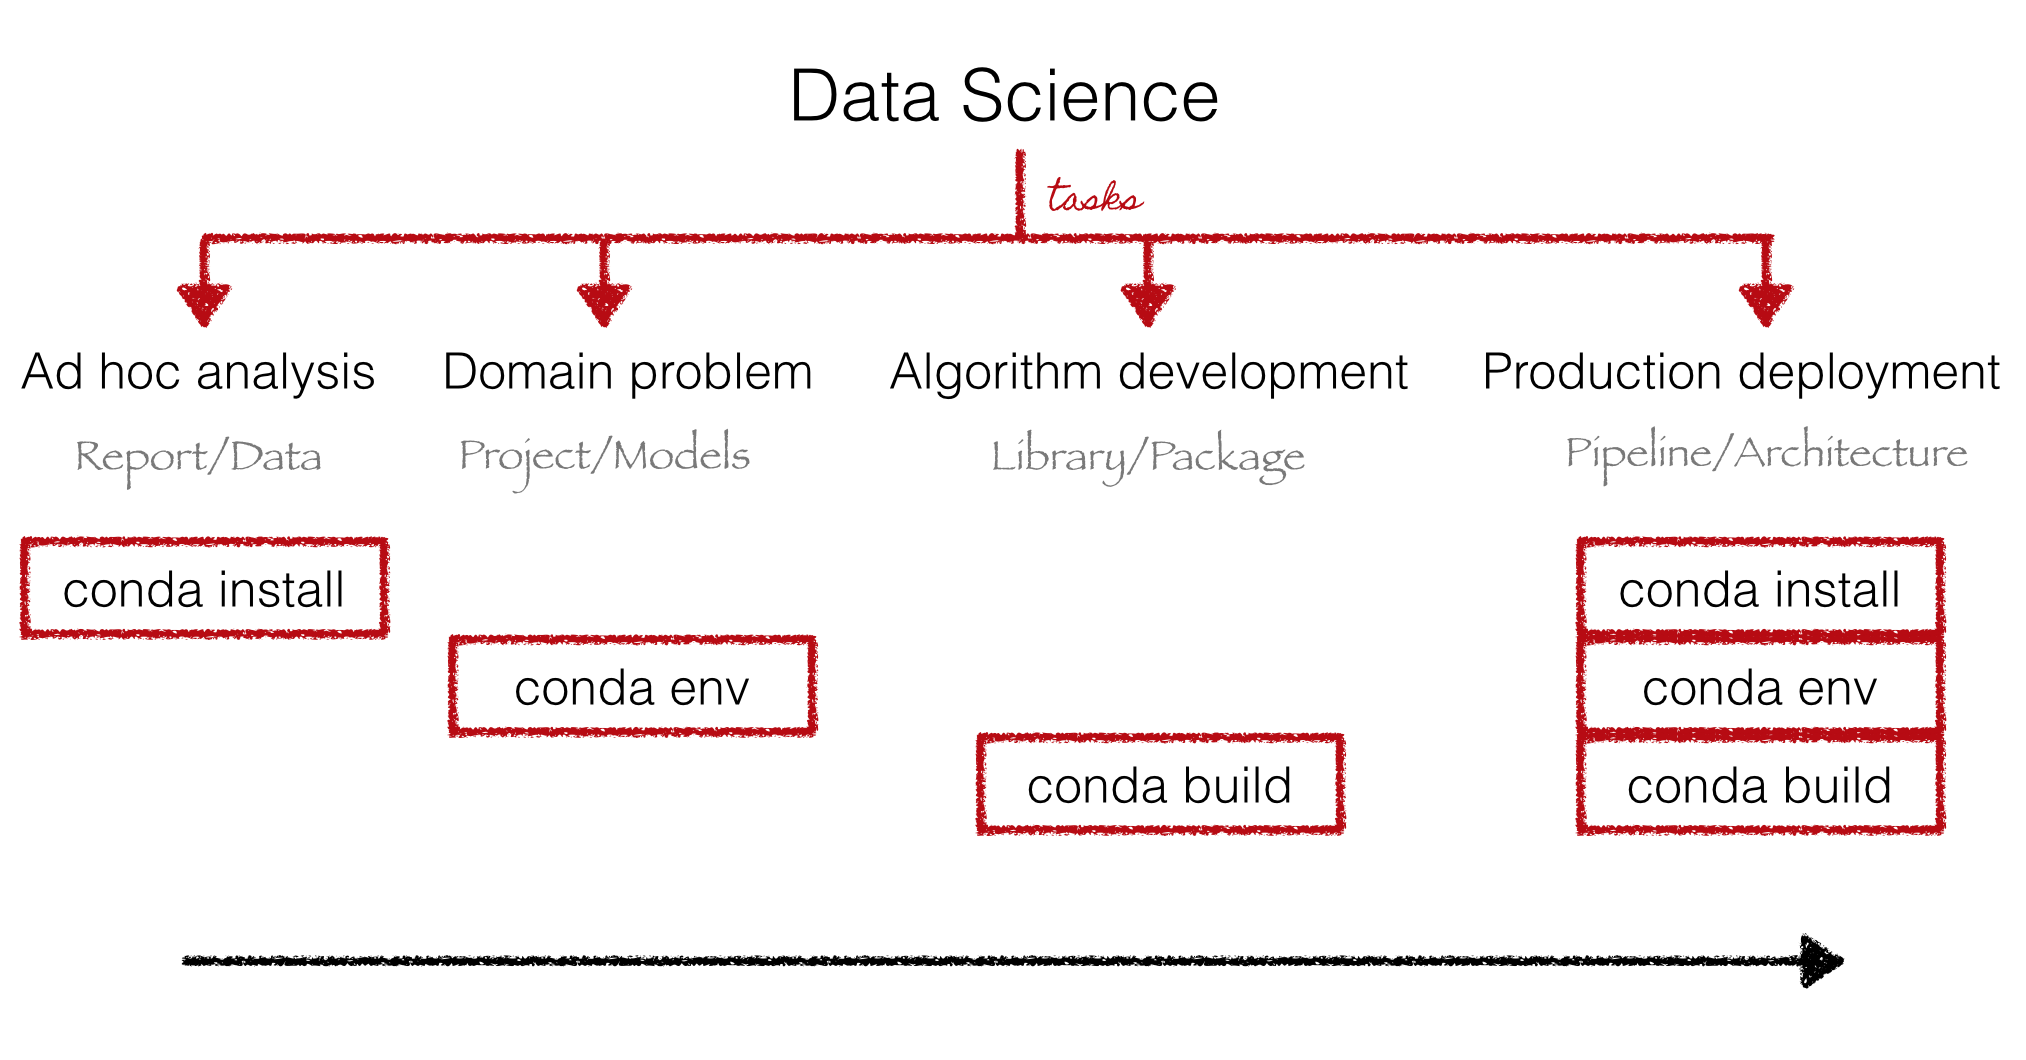 Data Science
tasks
Ad hoc analysis
Domain problem
Algorithm development
Production deployment
Report/Data
Project/Models
Library/Package
Pipeline/Architecture
conda install
conda install
conda env
conda env
conda build
conda build